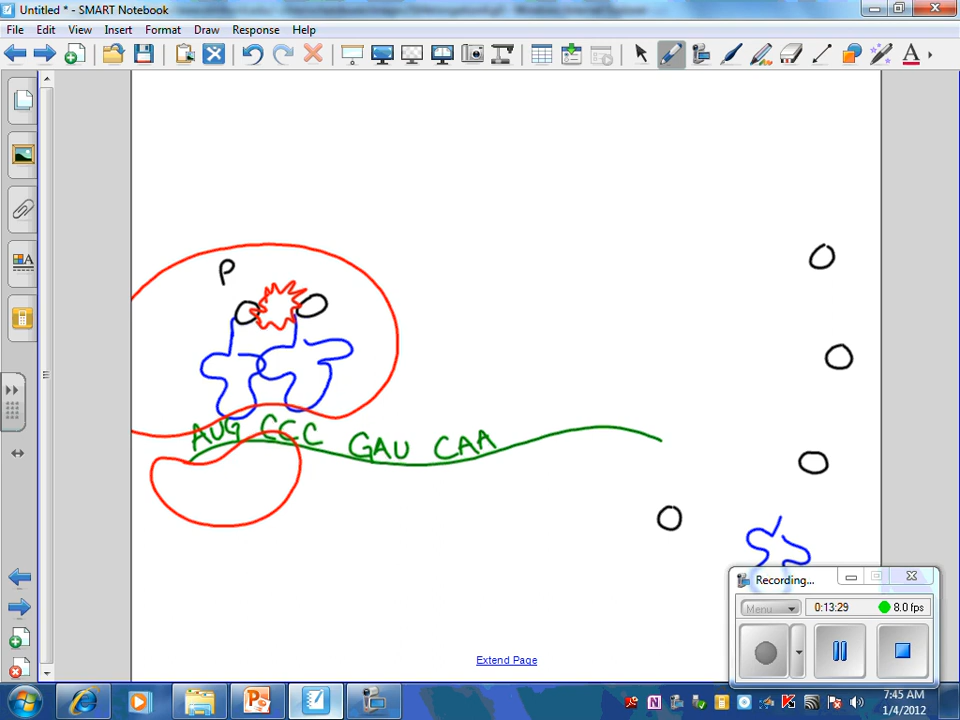 Untitled * - SMART Notebook
File Edit View Insert Format Draw Response Help
P
AUG CCC GAU CAA
Recording...
Menu 0:13:29 8.0 fps
Extend Page
7:45 AM
1/4/2012